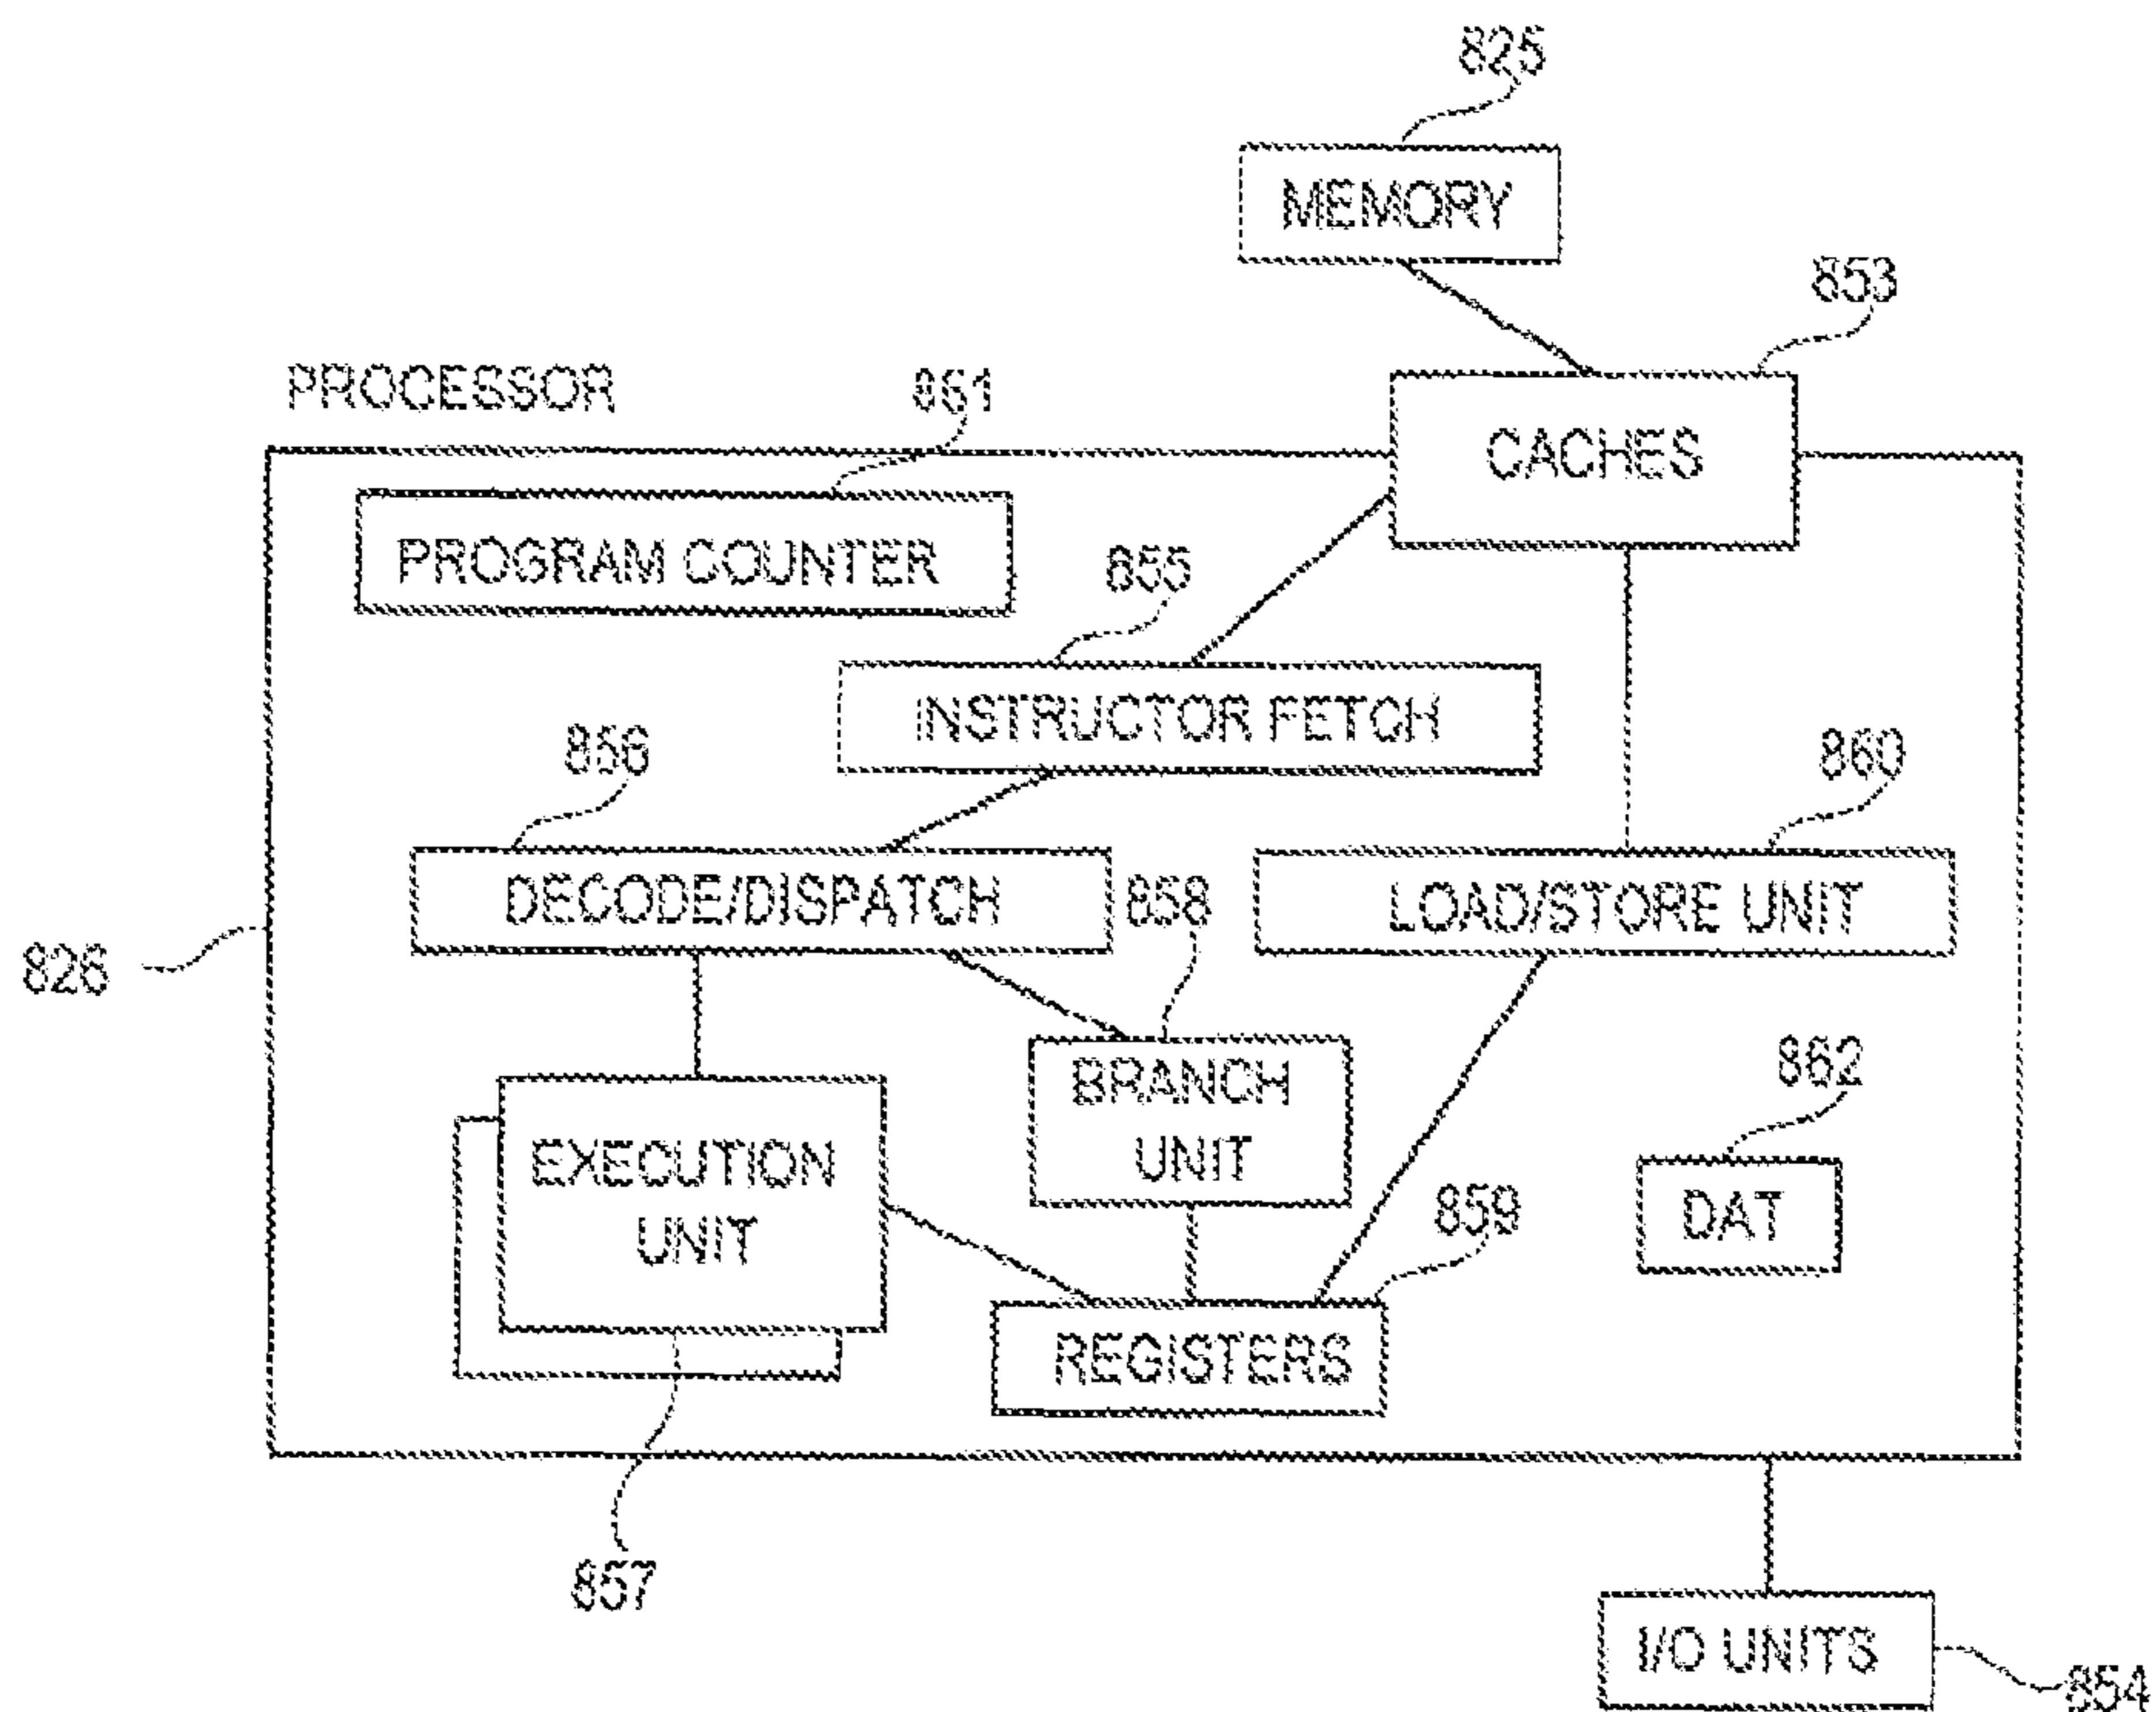 825
MEMORY
853
PROCESSOR
861
CACHES
PROGRAM COUNTER
855
INSTRUCTOR FETCH
856
860
DECODE/DISPATCH
858
LOAD/STORE UNIT
826
862
BRANCH
UNIT
EXECUTION
UNIT
859
DAT
REGISTERS
857
I/O UNITS
854